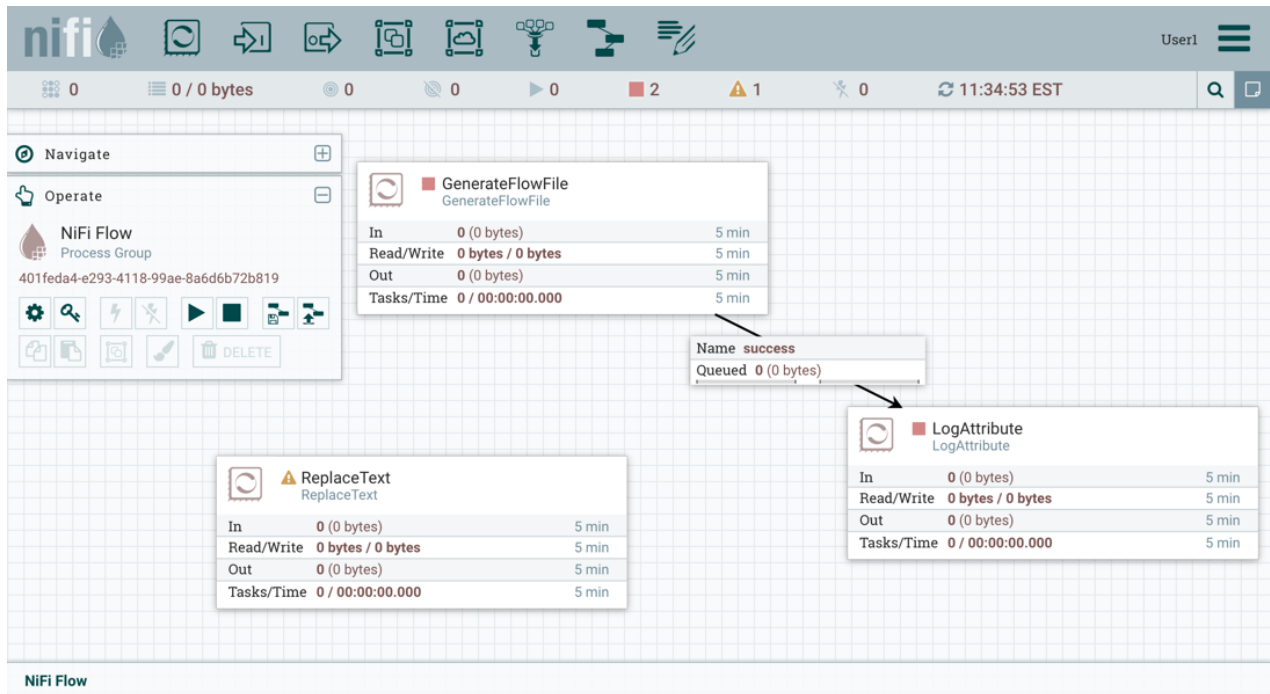 nifi
User1
0
0 / 0 bytes
0
0
0
2
1
0
11:34:53 EST
Navigate
Operate
NiFi Flow
Process Group
401feda4-e293-4118-99ae-8a6d6b72b819
DELETE
GenerateFlowFile
GenerateFlowFile
In 0 (0 bytes) 5 min
Read/Write 0 bytes / 0 bytes 5 min
Out 0 (0 bytes) 5 min
Tasks/Time 0 / 00:00:00.000 5 min
Name success
Queued 0 (0 bytes)
LogAttribute
LogAttribute
In 0 (0 bytes) 5 min
Read/Write 0 bytes / 0 bytes 5 min
Out 0 (0 bytes) 5 min
Tasks/Time 0 / 00:00:00.000 5 min
ReplaceText
ReplaceText
In 0 (0 bytes) 5 min
Read/Write 0 bytes / 0 bytes 5 min
Out 0 (0 bytes) 5 min
Tasks/Time 0 / 00:00:00.000 5 min
NiFi Flow